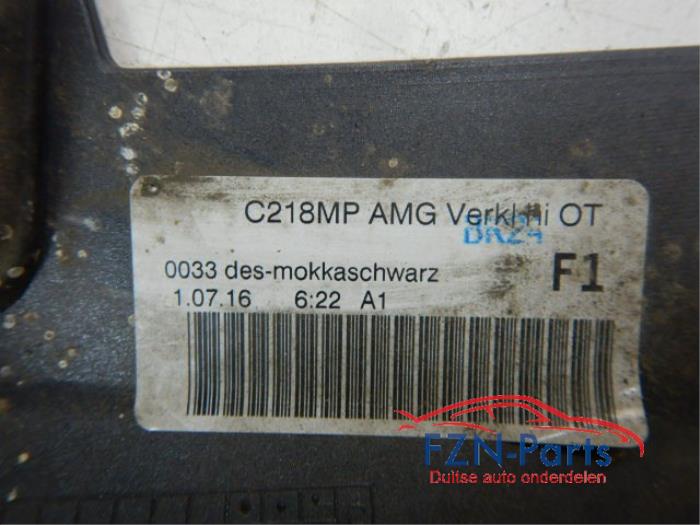 C218MP AMG Verkl hi OT
BR24
0033 des-mokkaschwarz
F1
1.07.16 6:22 A1
FZN-Parts
Duitse auto onderdelen